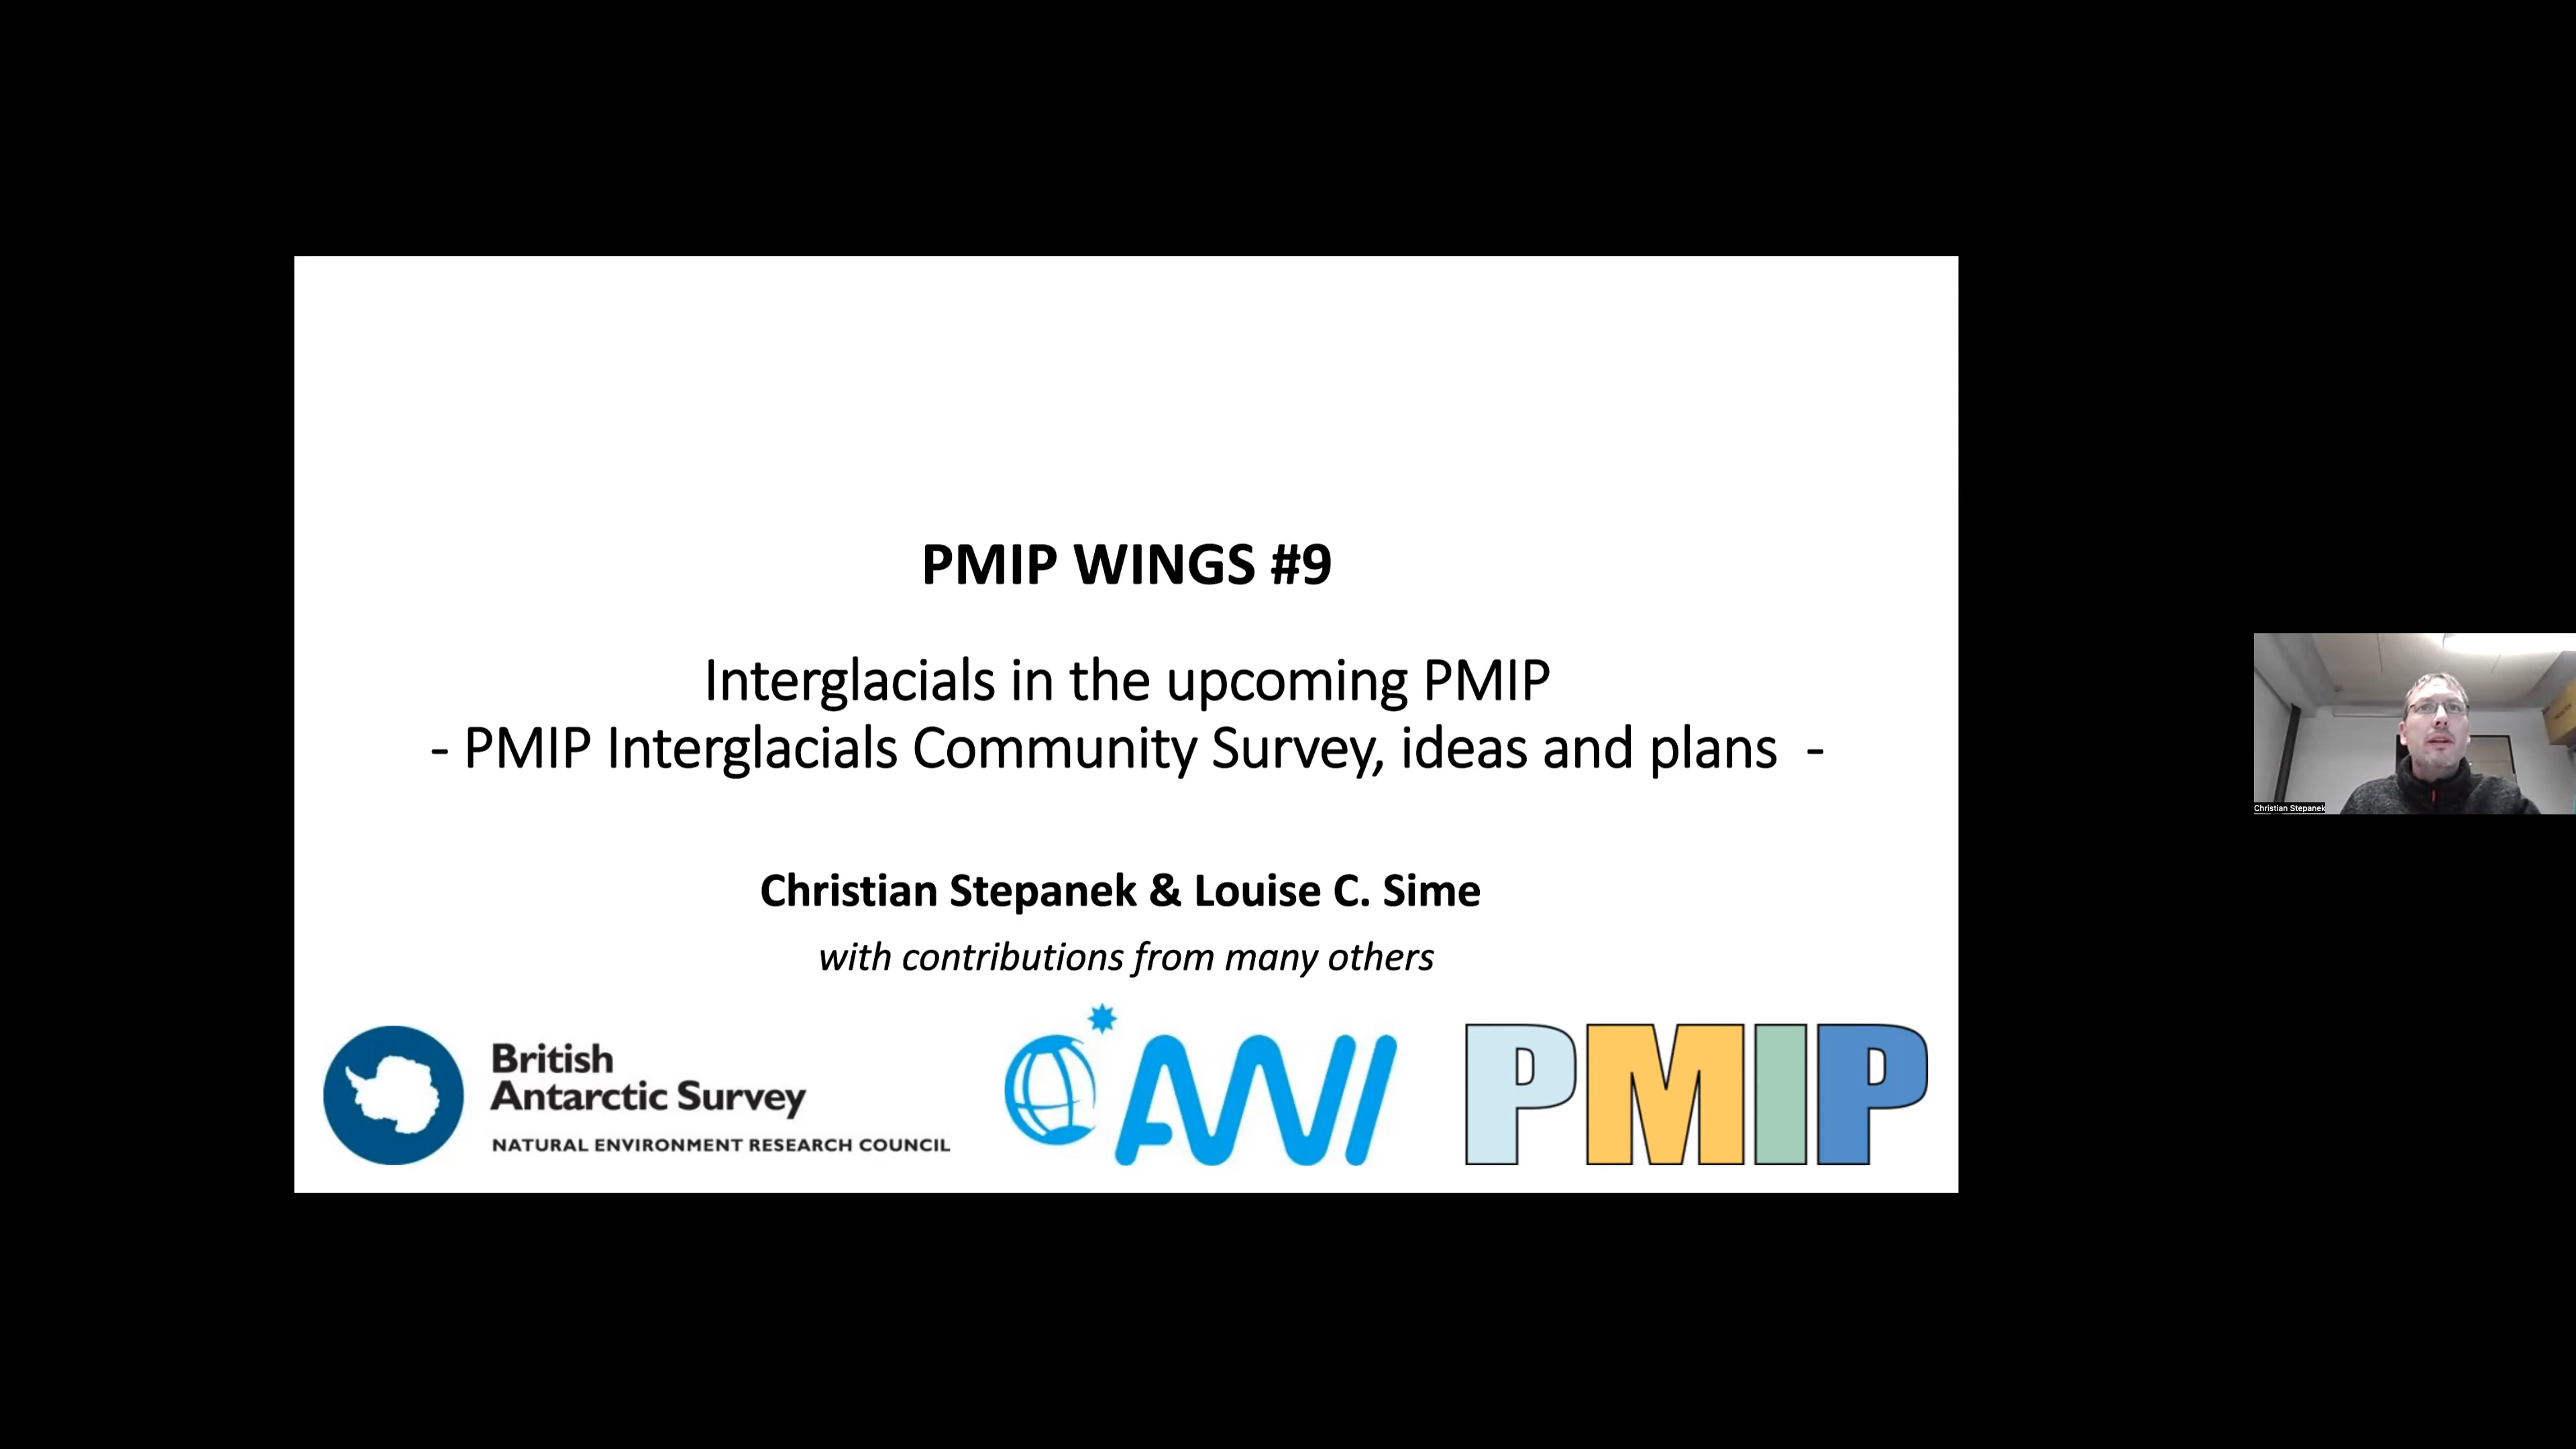 PMIP WINGS #9
Interglacials in the upcoming PMIP
- PMIP Interglacials Community Survey, ideas and plans -
Christian Stepanek & Louise C. Sime
with contributions from many others
British
Antarctic Survey
NATURAL ENVIRONMENT RESEARCH COUNCIL
AWI
PMIP
Christian Stepanek